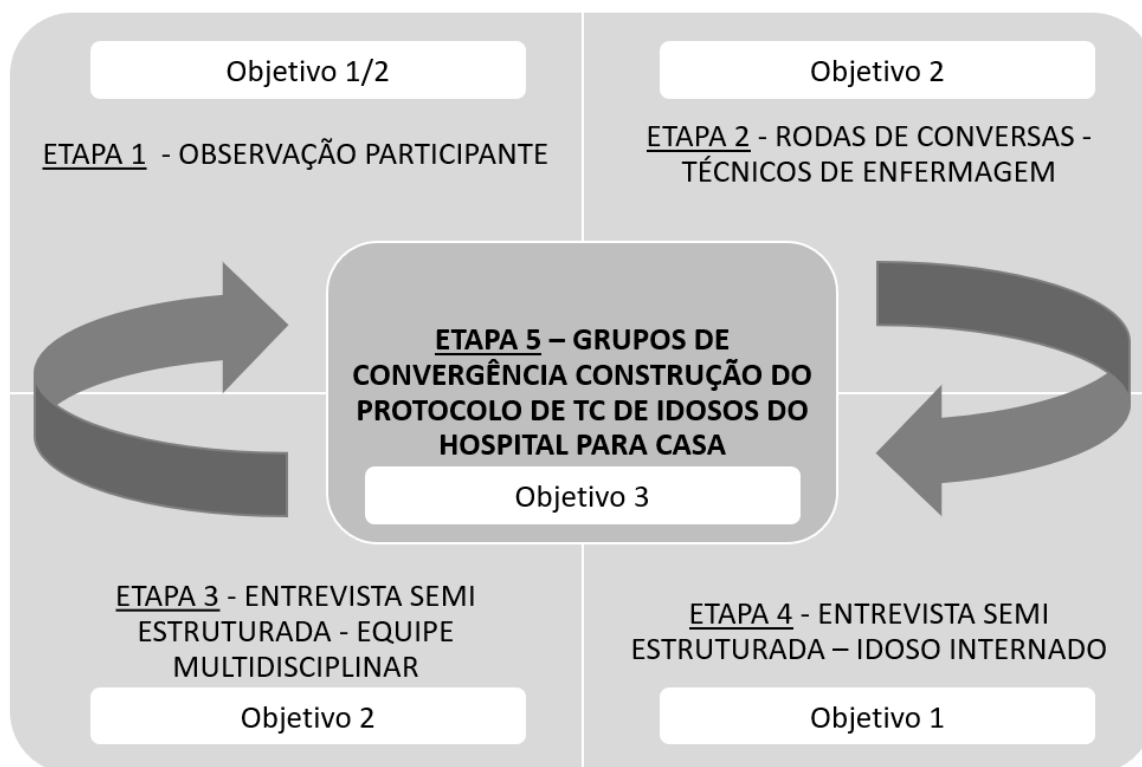 Objetivo 1/2
ETAPA 1 - OBSERVAÇÃO PARTICIPANTE
Objetivo 2
ETAPA 2 - RODAS DE CONVERSAS -
TÉCNICOS DE ENFERMAGEM
ETAPA 5 – GRUPOS DE
CONVERGÊNCIA CONSTRUÇÃO DO
PROTOCOLO DE TC DE IDOSOS DO
HOSPITAL PARA CASA
Objetivo 3
ETAPA 3 - ENTREVISTA SEMI
ESTRUTURADA - EQUIPE
MULTIDISCIPLINAR
Objetivo 2
ETAPA 4 - ENTREVISTA SEMI
ESTRUTURADA – IDOSO INTERNADO
Objetivo 1